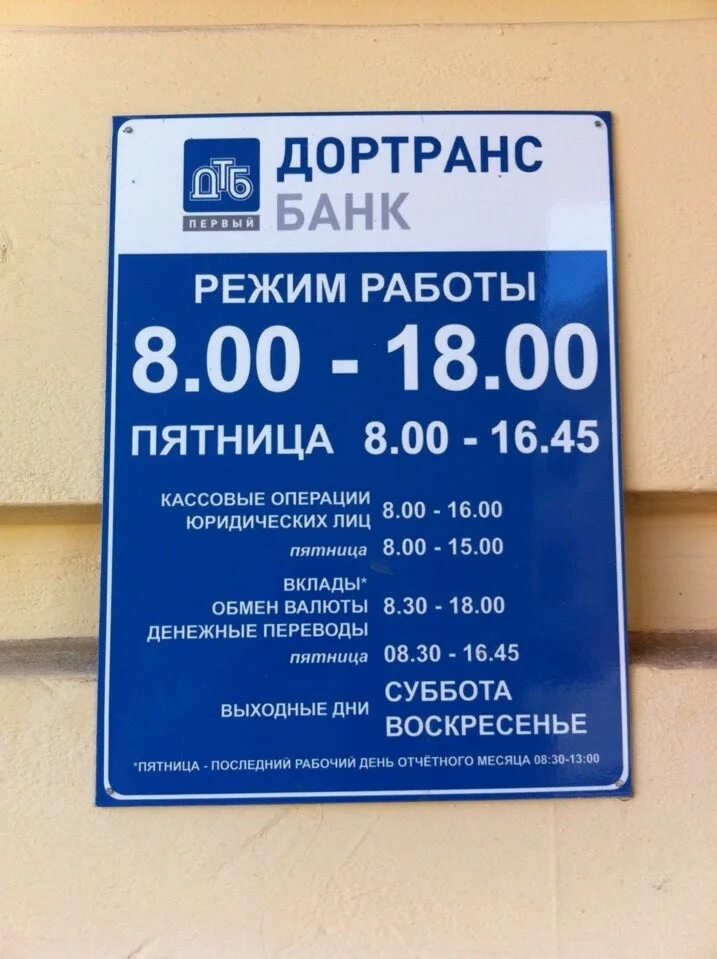 ДТБ
ПЕРВЫЙ
ДОРТРАНС
БАНК
РЕЖИМ РАБОТЫ
8.00 - 18.00
ПЯТНИЦА 8.00 - 16.45
КАССОВЫЕ ОПЕРАЦИИ
ЮРИДИЧЕСКИХ ЛИЦ 8.00 - 16.00
пятница 8.00 - 15.00
ВКЛАДЫ*
ОБМЕН ВАЛЮТЫ 8.30 - 18.00
ДЕНЕЖНЫЕ ПЕРЕВОДЫ
пятница 08.30 - 16.45
ВЫХОДНЫЕ ДНИ СУББОТА
ВОСКРЕСЕНЬЕ
*ПЯТНИЦА - ПОСЛЕДНИЙ РАБОЧИЙ ДЕНЬ ОТЧЁТНОГО МЕСЯЦА 08:30-13:00